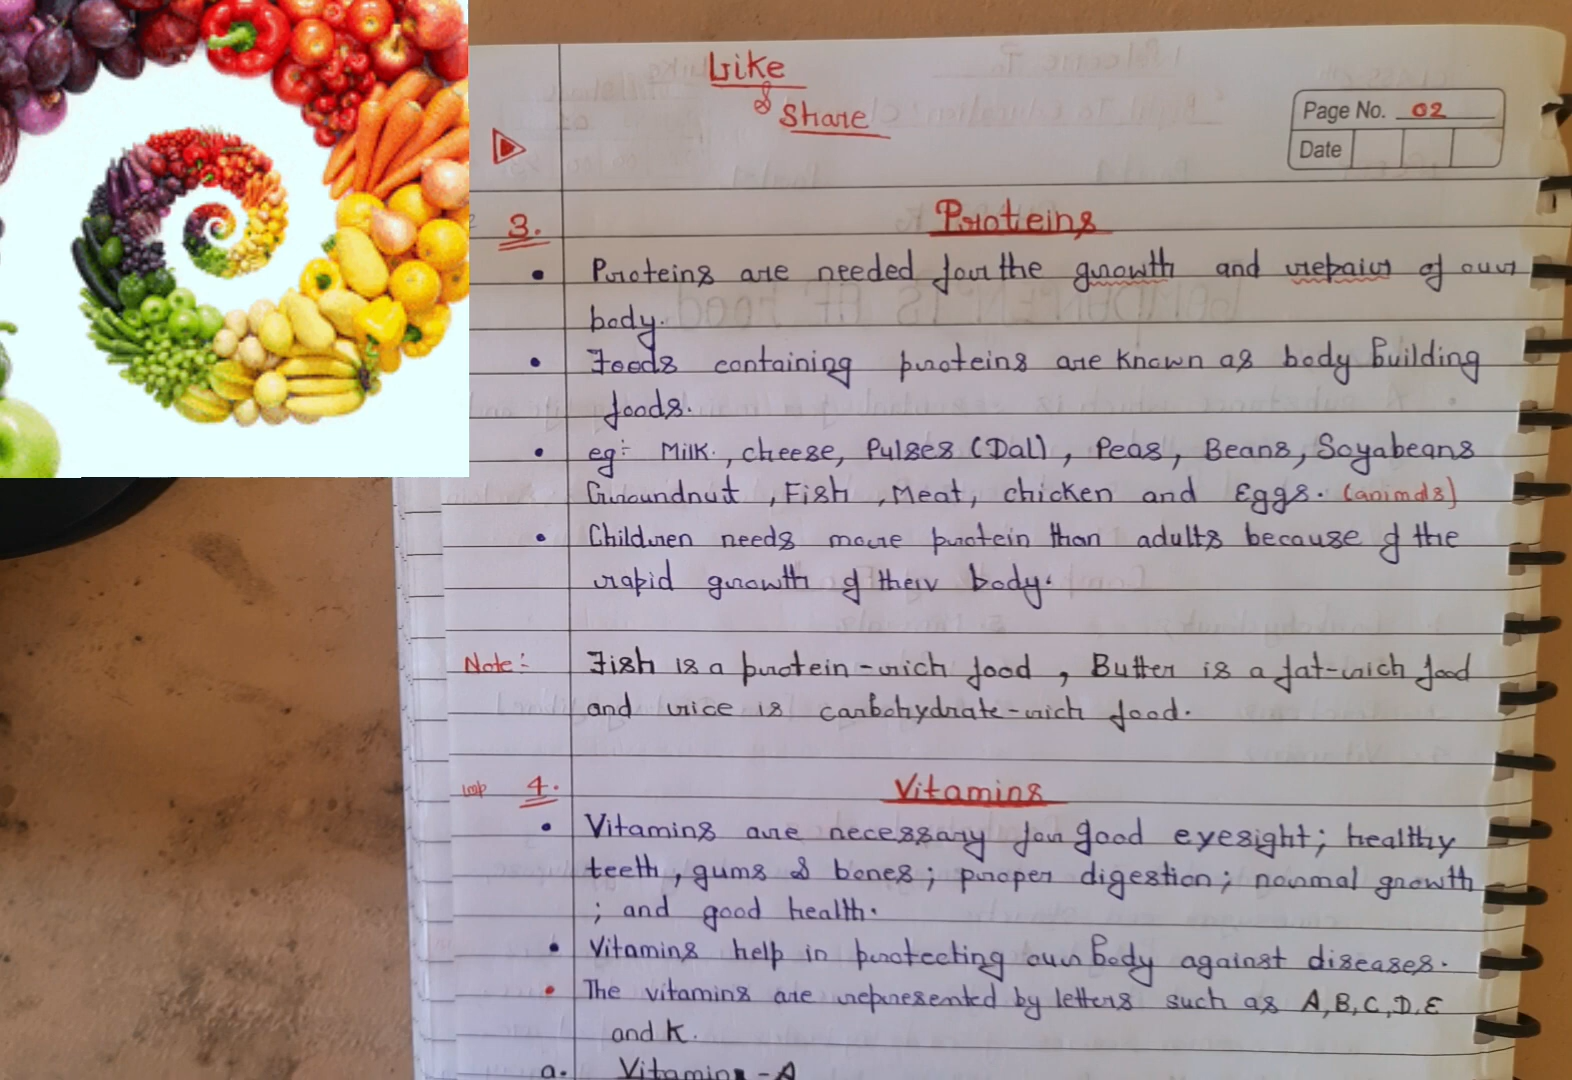 Like
&
Share
Page No. 02
Date
3. Proteins
• Proteins are needed for the growth and repair of our
body.
• Foods containing proteins are known as body building
foods.
• eg:- Milk, cheese, Pulses (Dal), Peas, Beans, Soyabeans
Groundnut, Fish, Meat, chicken and Eggs. (animals)
• Children needs more protein than adults because of the
rapid growth of their body.
Note:- Fish is a protein-rich food, Butter is a fat-rich food
and rice is carbohydrate-rich food.
Imp 4. Vitamins
• Vitamins are necessary for good eyesight; healthy
teeth, gums & bones; proper digestion; normal growth
; and good health.
• Vitamins help in protecting our body against diseases.
• The vitamins are represented by letters such as A, B, C, D, E
and K.
a. Vitamin - A